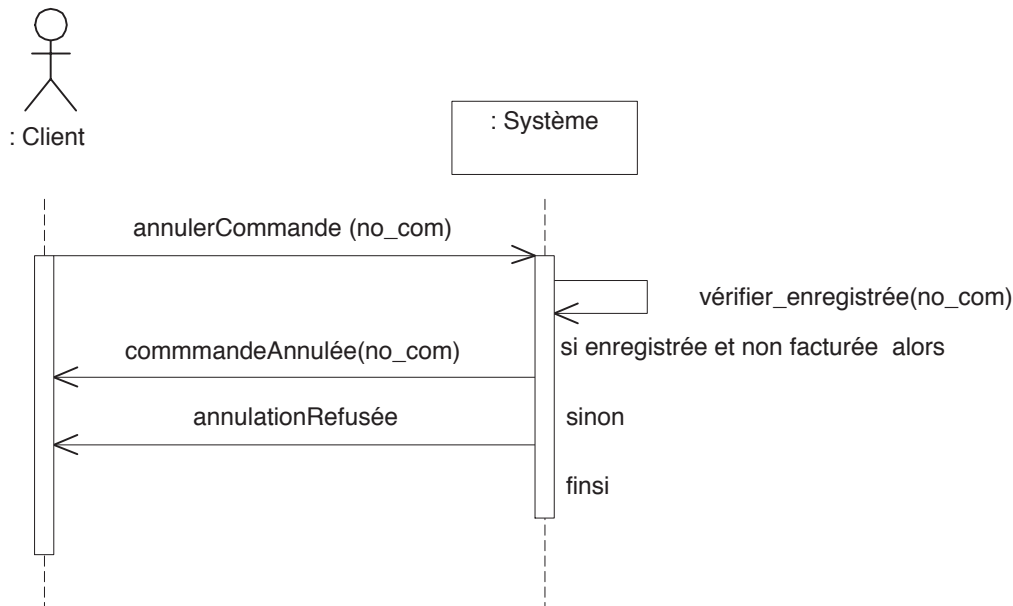 : Client
: Système
annulerCommande (no_com)
vérifier_enregistrée(no_com)
commmandeAnnulée(no_com)
si enregistrée et non facturée alors
annulationRefusée
sinon
finsi